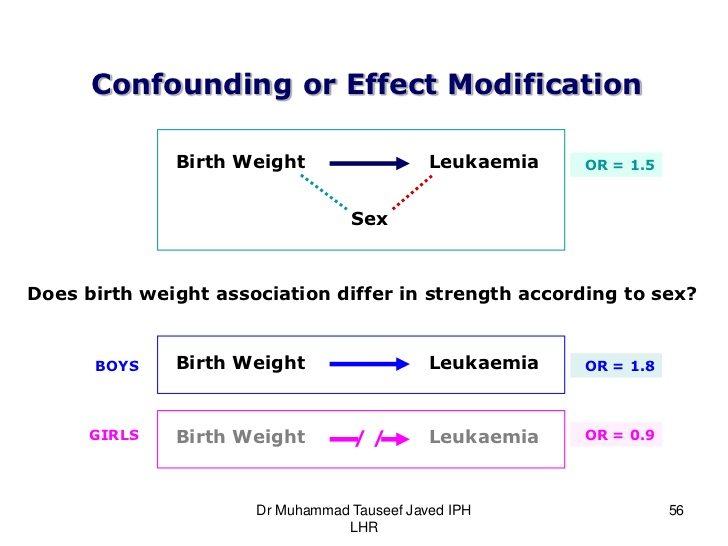 Confounding or Effect Modification
Birth Weight Leukaemia OR = 1.5
Sex
Does birth weight association differ in strength according to sex?
BOYS Birth Weight Leukaemia OR = 1.8
GIRLS Birth Weight / / Leukaemia OR = 0.9
Dr Muhammad Tauseef Javed IPH 56
LHR